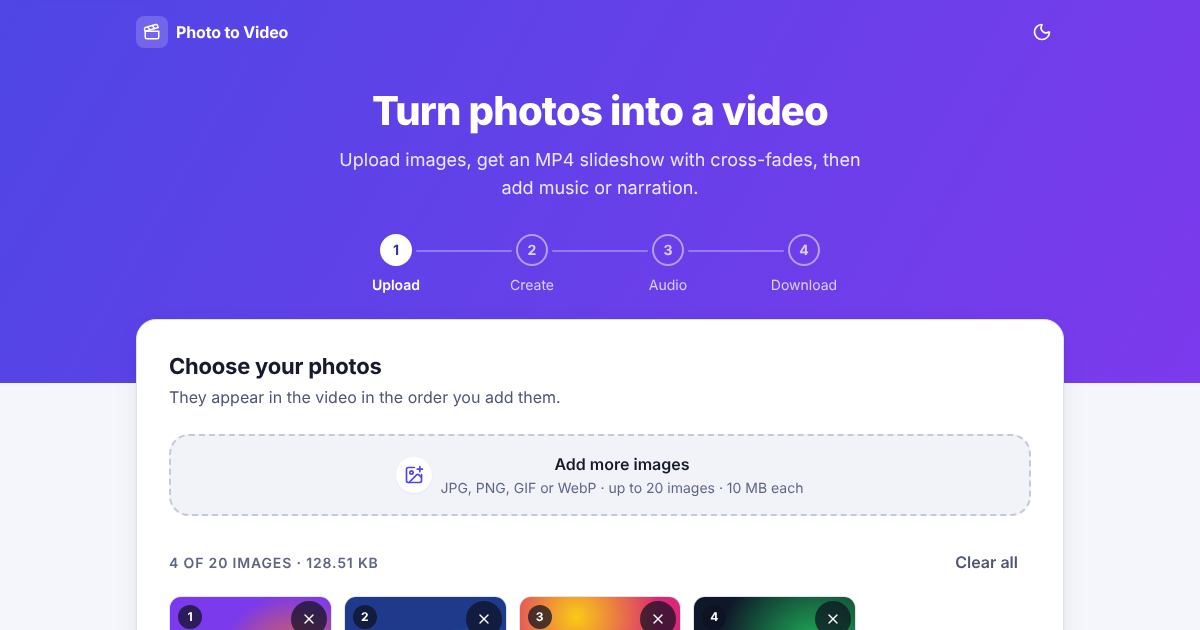 Photo to Video
Turn photos into a video
Upload images, get an MP4 slideshow with cross-fades, then
add music or narration.
1 2 3 4
Upload Create Audio Download
Choose your photos
They appear in the video in the order you add them.
Add more images
JPG, PNG, GIF or WebP · up to 20 images · 10 MB each
4 OF 20 IMAGES · 128.51 KB Clear all
1 2 3 4